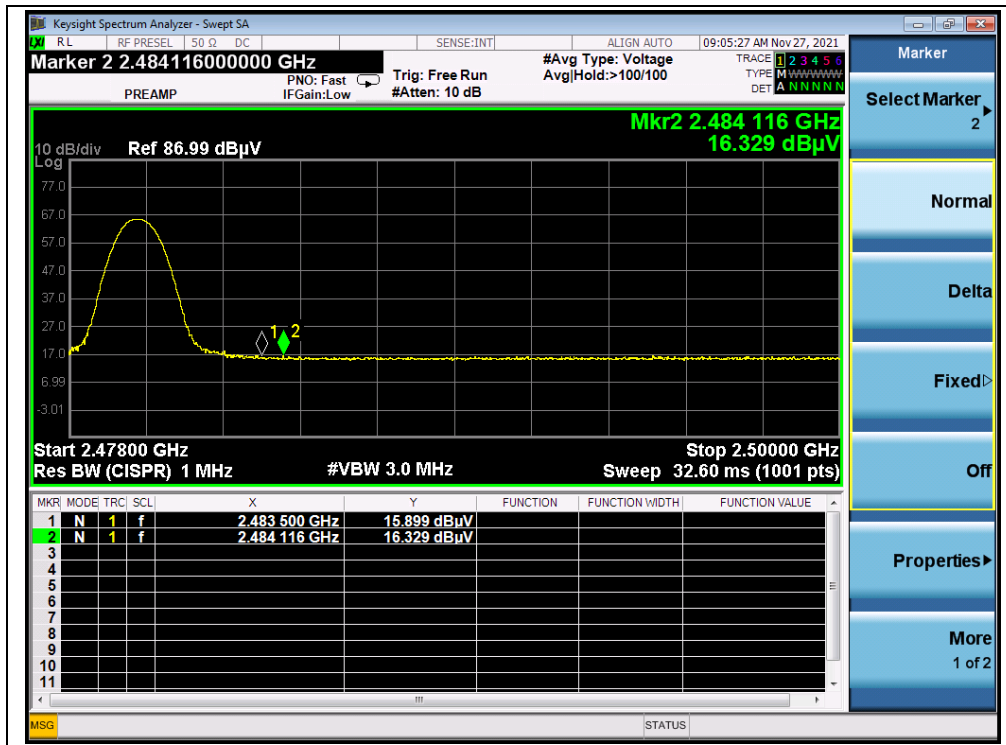 Keysight Spectrum Analyzer - Swept SA
LXI RL RF PRESEL 50 Ω DC SENSE:INT ALIGN AUTO 09:05:27 AM Nov 27, 2021
Marker 2 2.484116000000 GHz
PREAMP
PNO: Fast
IFGain:Low
Trig: Free Run
#Atten: 10 dB
#Avg Type: Voltage
Avg|Hold:>100/100
TRACE 1 2 3 4 5 6
TYPE M WWWWW
DET A N N N N N
Mkr2 2.484 116 GHz
16.329 dBµV
10 dB/div Ref 86.99 dBµV
Log
77.0
67.0
57.0
47.0
37.0
27.0
17.0
6.99
-3.01
1 2
Start 2.47800 GHz Stop 2.50000 GHz
Res BW (CISPR) 1 MHz #VBW 3.0 MHz Sweep 32.60 ms (1001 pts)
MKR MODE TRC SCL X Y FUNCTION FUNCTION WIDTH FUNCTION VALUE
1 N 1 f 2.483 500 GHz 15.899 dBµV
2 N 1 f 2.484 116 GHz 16.329 dBµV
3
4
5
6
7
8
9
10
11
MSG STATUS
Marker
Select Marker
2
Normal
Delta
Fixed
Off
Properties
More
1 of 2